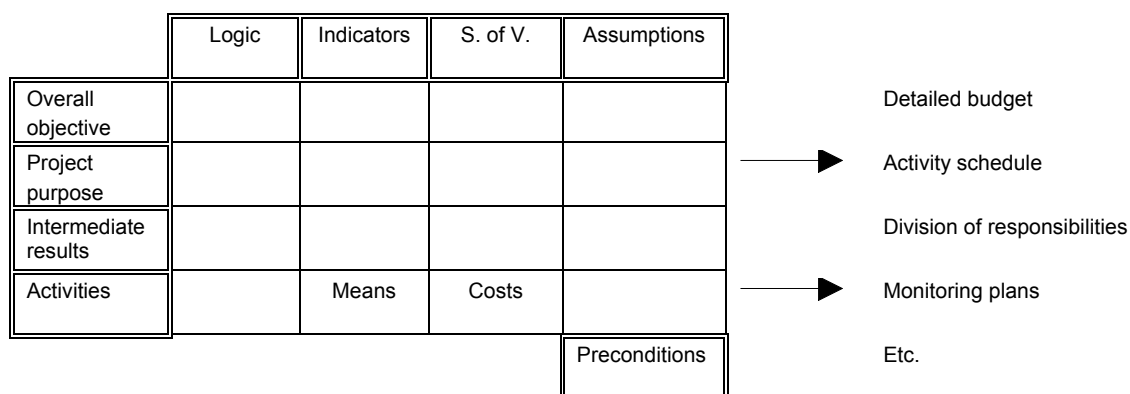 Logic Indicators S. of V. Assumptions
Overall
objective
Detailed budget
Project
purpose
Activity schedule
Intermediate
results
Division of responsibilities
Activities Means Costs
Monitoring plans
Preconditions
Etc.